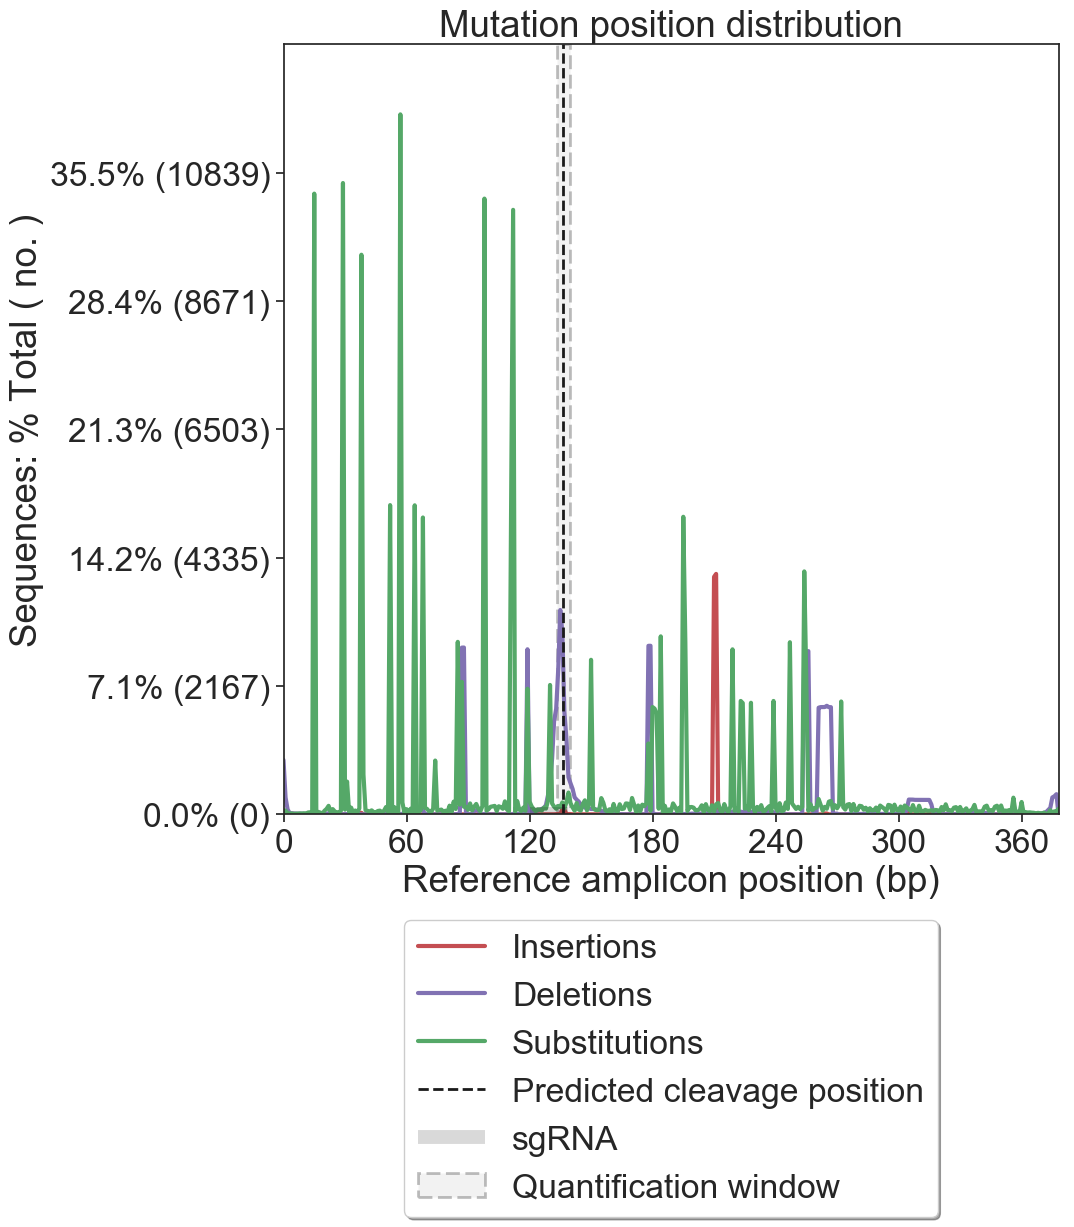 Mutation position distribution
Sequences: % Total ( no. )
35.5% (10839)
28.4% (8671)
21.3% (6503)
14.2% (4335)
7.1% (2167)
0.0% (0)
0 60 120 180 240 300 360
Reference amplicon position (bp)
Insertions
Deletions
Substitutions
Predicted cleavage position
sgRNA
Quantification window